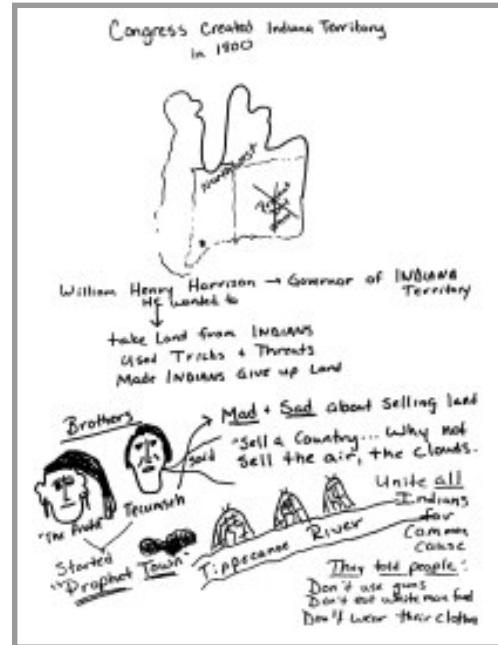 Congress Created Indiana Territory
in 1800
Northwest
William Henry Harrison → Governor of INDIANA
Territory
HE wanted to
take Land from INDIANS
Used Tricks + Threats
Made INDIANS Give up Land
Brothers
Mad + Sad about selling land
said
"Sell a Country... Why not
sell the air, the clouds.
"The
Tecumseh
Started
"Prophet Town"
Tippecanoe River
Unite all
Indians
for
Common
cause
They told people:
Don't use guns
Don't eat white man food
Don't wear their clothes